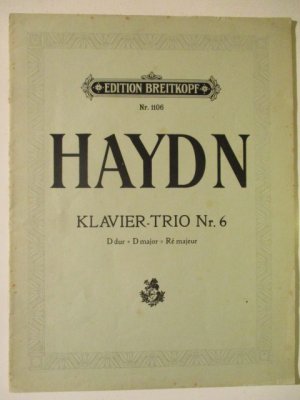 EDITION BREITKOPF
Nr. 1106
HAYDN
KLAVIER-TRIO Nr. 6
D dur • D major • Ré majeur